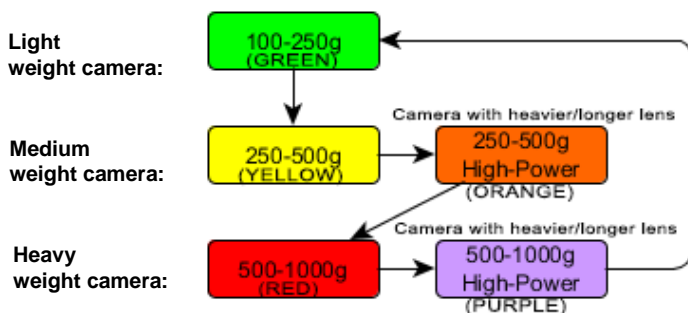 Light
weight camera:
100-250g
(GREEN)
Camera with heavier/longer lens
Medium
weight camera:
250-500g
(YELLOW)
250-500g
High-Power
(ORANGE)
Camera with heavier/longer lens
Heavy
weight camera:
500-1000g
(RED)
500-1000g
High-Power
(PURPLE)